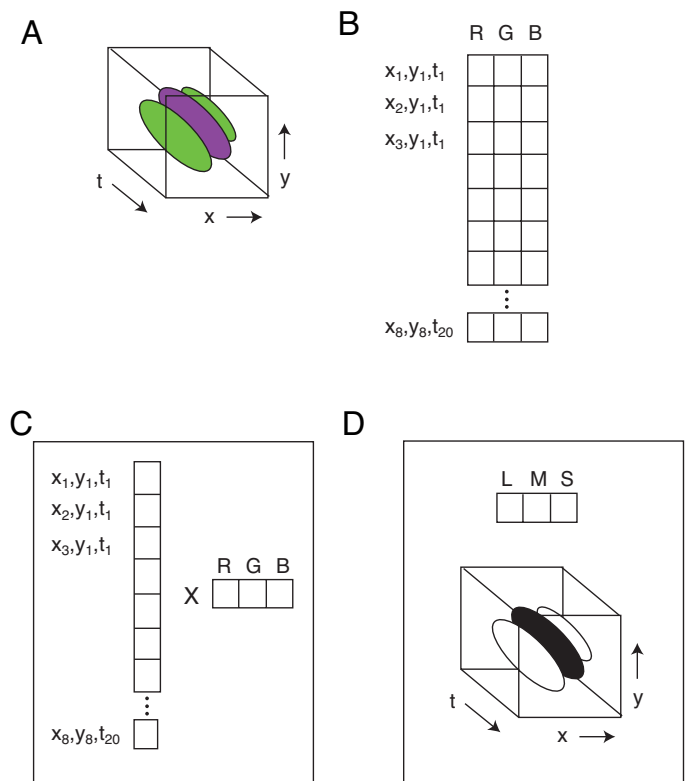 A
t
x
y
B
R G B
x₁,y₁,t₁
x₂,y₁,t₁
x₃,y₁,t₁
x₈,y₈,t₂₀
C
x₁,y₁,t₁
x₂,y₁,t₁
x₃,y₁,t₁
X
R G B
x₈,y₈,t₂₀
D
L M S
t
x
y